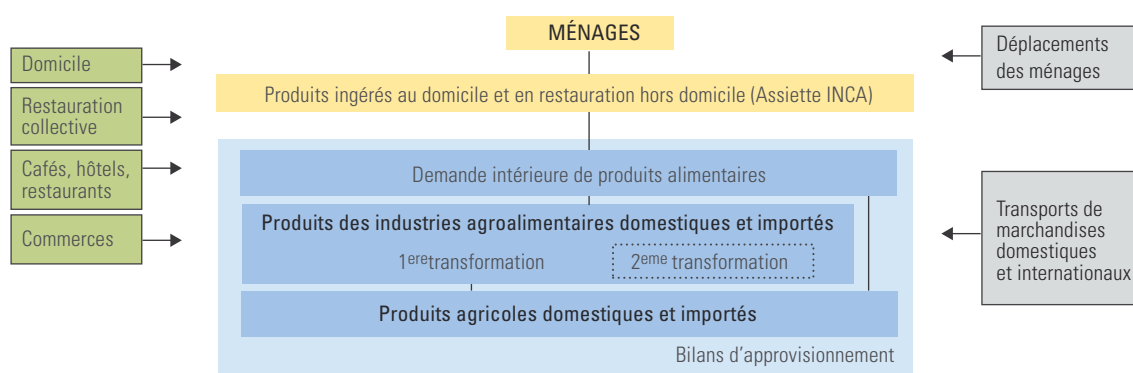 MÉNAGES
Domicile
Restauration
collective
Cafés, hôtels,
restaurants
Commerces
Produits ingérés au domicile et en restauration hors domicile (Assiette INCA)
Demande intérieure de produits alimentaires
Produits des industries agroalimentaires domestiques et importés
1ere transformation
2eme transformation
Produits agricoles domestiques et importés
Bilans d’approvisionnement
Déplacements
des ménages
Transports de
marchandises
domestiques
et internationaux